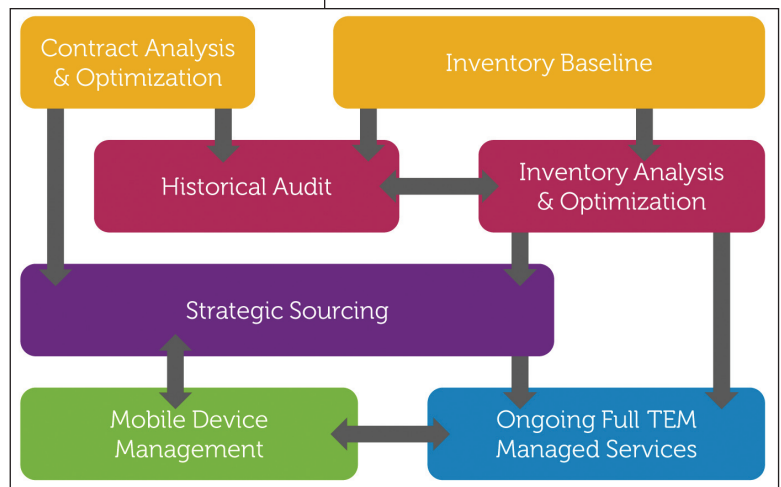 Contract Analysis
& Optimization
Inventory Baseline
Historical Audit
Inventory Analysis
& Optimization
Strategic Sourcing
Mobile Device
Management
Ongoing Full TEM
Managed Services